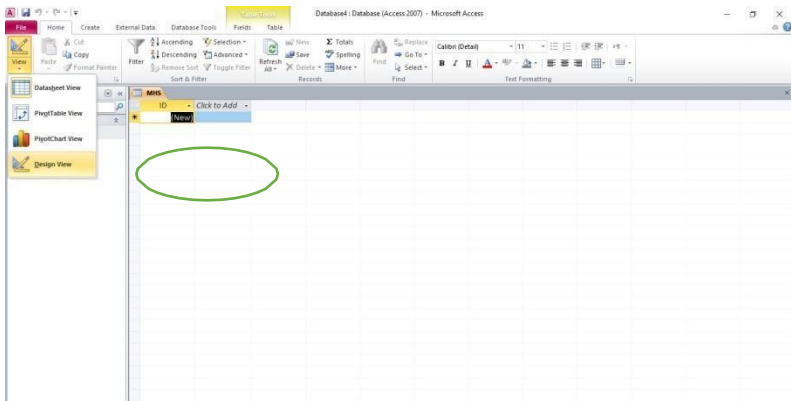 A Table Tools Database4 : Database (Access 2007) - Microsoft Access
File Home Create External Data Database Tools Fields Table
View
Paste
Cut
Copy
Format Painter
Filter
Ascending
Descending
Remove Sort
Selection
Advanced
Toggle Filter
Sort & Filter
Refresh
All
New
Save
Delete
Σ Totals
Spelling
More
Records
Find
Replace
Go To
Select
Find
Calibri (Detail) 11
B I U A
Text Formatting
Datasheet View
PivotTable View
PivotChart View
Design View
MHS
ID Click to Add
* (New)